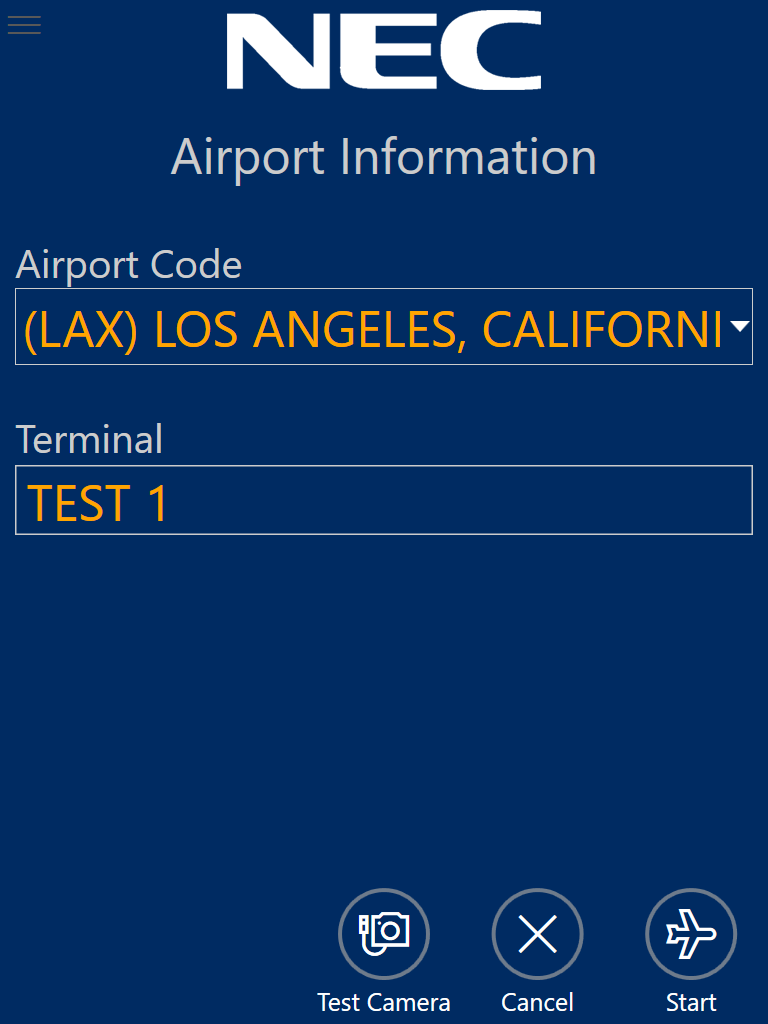 NEC
Airport Information
Airport Code
(LAX) LOS ANGELES, CALIFORNI
Terminal
TEST 1
Test Camera
Cancel
Start